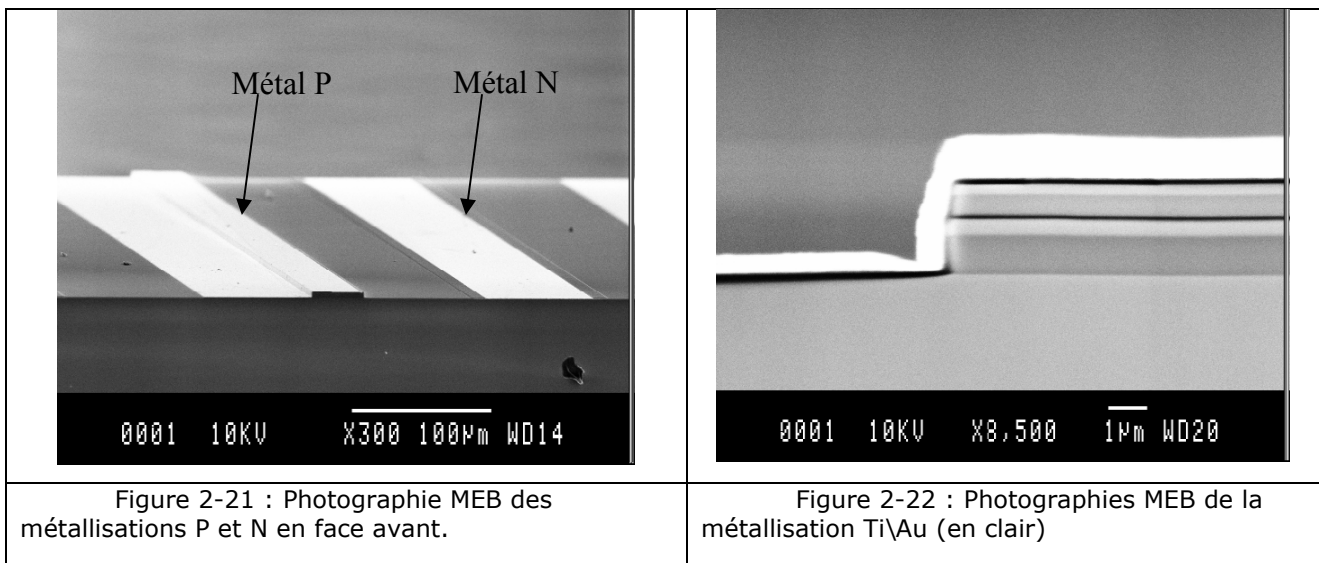 Métal P
Métal N
0001 10KV X300 100µm WD14
0001 10KV X8,500 1µm WD20
Figure 2-21 : Photographie MEB des
métallisations P et N en face avant.
Figure 2-22 : Photographies MEB de la
métallisation Ti\Au (en clair)